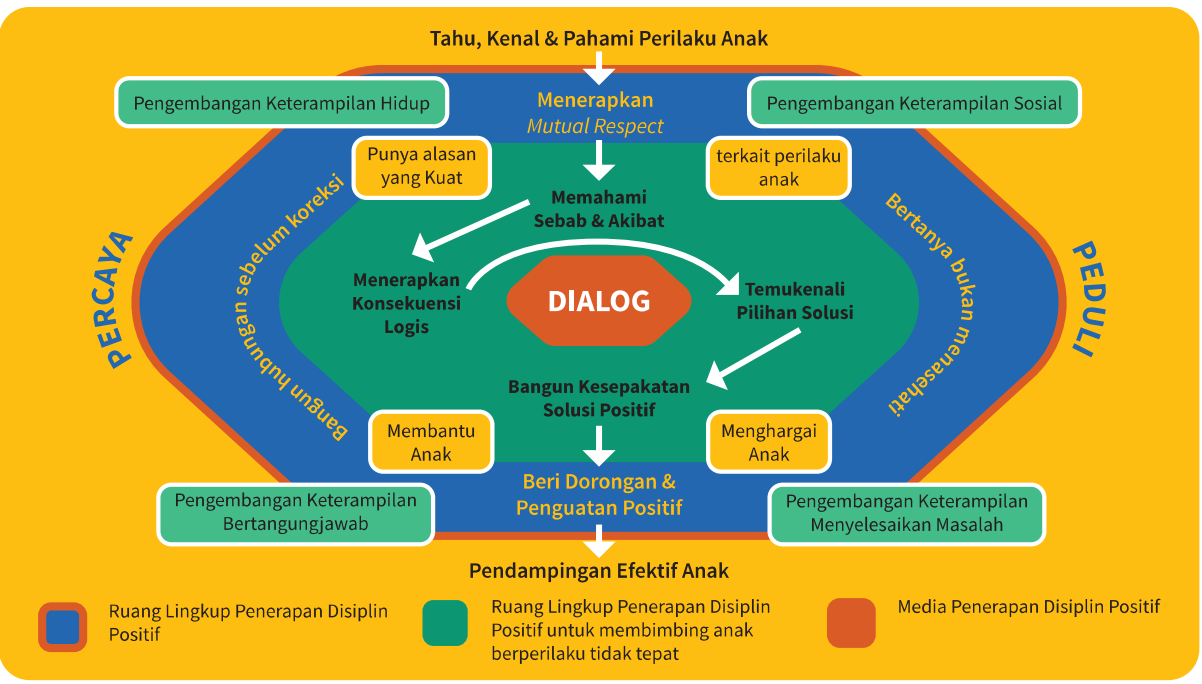 Tahu, Kenal & Pahami Perilaku Anak
Pengembangan Keterampilan Hidup
Menerapkan
Mutual Respect
Pengembangan Keterampilan Sosial
Punya alasan
yang Kuat
terkait perilaku
anak
Memahami
Sebab & Akibat
PERCAYA
Bangun hubungan sebelum koreksi
Menerapkan
Konsekuensi
Logis
DIALOG
Temukenali
Pilihan Solusi
Bertanya bukan menasehati
PEDULI
Bangun Kesepakatan
Solusi Positif
Membantu
Anak
Menghargai
Anak
Beri Dorongan &
Penguatan Positif
Pengembangan Keterampilan
Bertangungjawab
Pengembangan Keterampilan
Menyelesaikan Masalah
Pendampingan Efektif Anak
Ruang Lingkup Penerapan Disiplin
Positif
Ruang Lingkup Penerapan Disiplin
Positif untuk membimbing anak
berperilaku tidak tepat
Media Penerapan Disiplin Positif